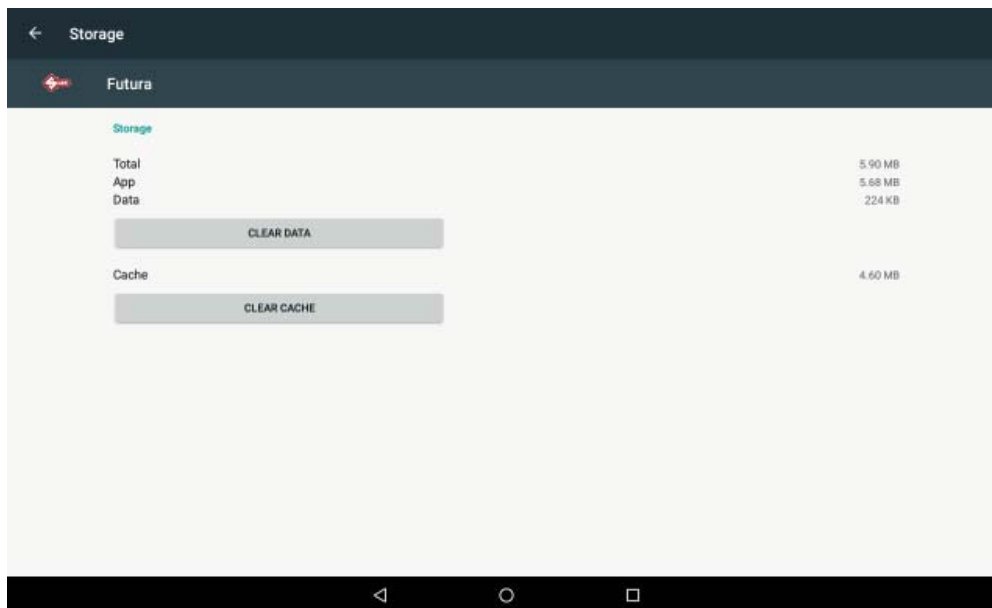 Storage
Futura
Storage
Total 5.90 MB
App 5.68 MB
Data 224 KB
CLEAR DATA
Cache 4.60 MB
CLEAR CACHE